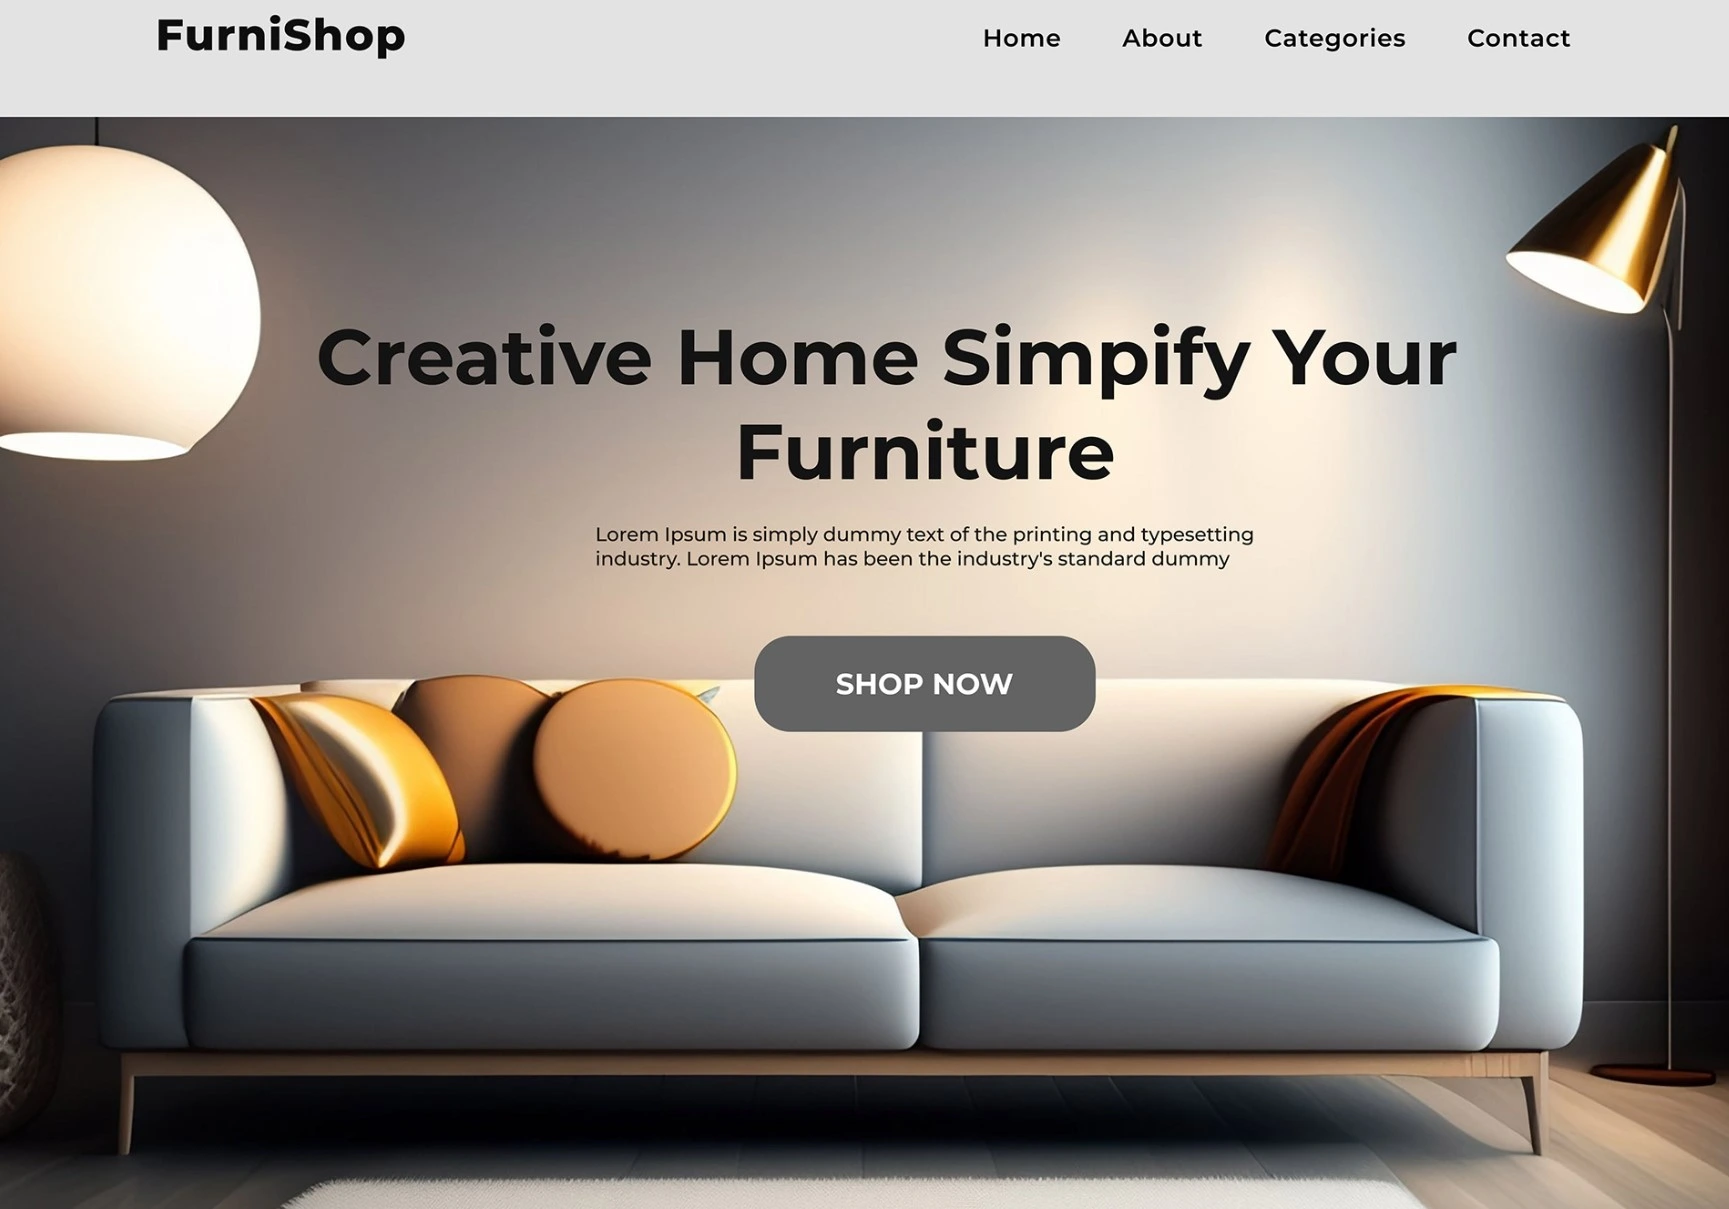 FurniShop
Home About Categories Contact
Creative Home Simpify Your
Furniture
Lorem Ipsum is simply dummy text of the printing and typesetting
industry. Lorem Ipsum has been the industry's standard dummy
SHOP NOW